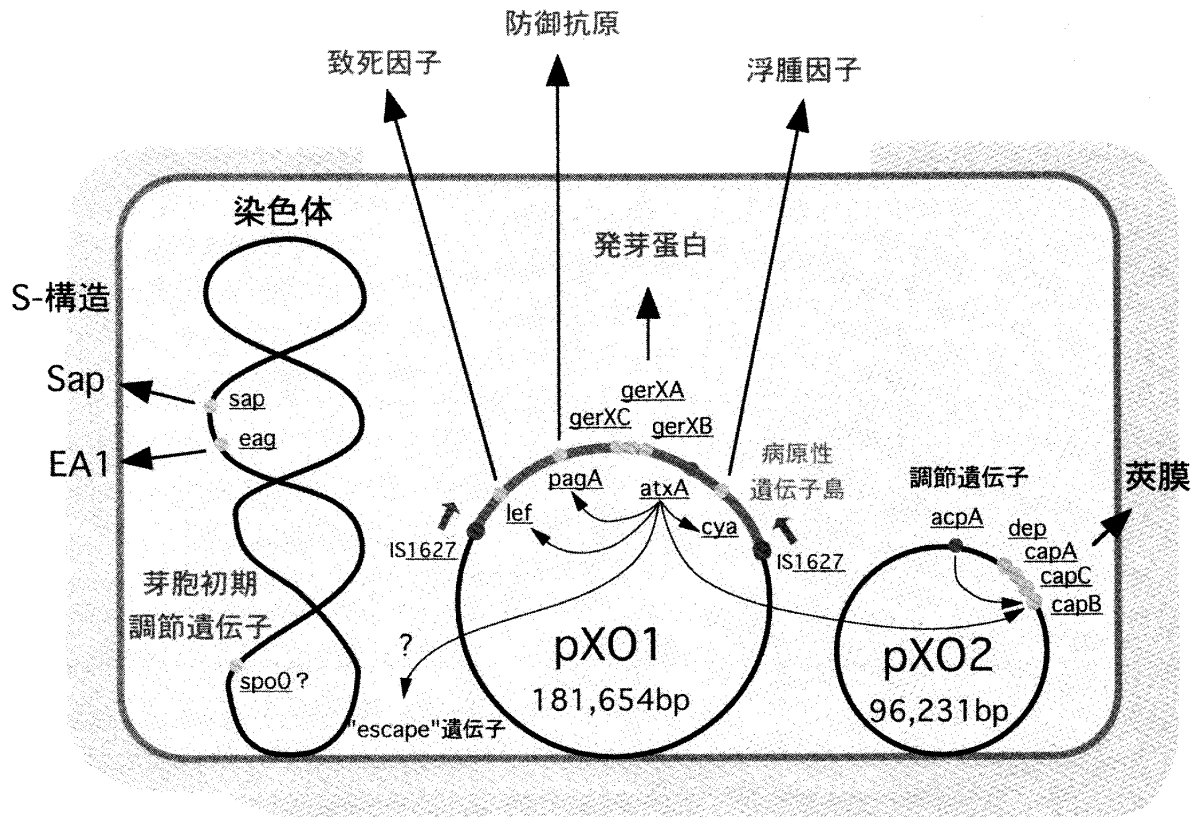 防御抗原
致死因子
浮腫因子
染色体
発芽蛋白
S-構造
Sap
sap
EA1
eag
gerXA
gerXC
gerXB
pagA
atxA
lef
cya
病原性
遺伝子島
IS1627
IS1627
調節遺伝子
acpA
dep
capA
capC
capB
莢膜
芽胞初期
調節遺伝子
spo0?
?
"escape"遺伝子
pXO1
181,654bp
pXO2
96,231bp